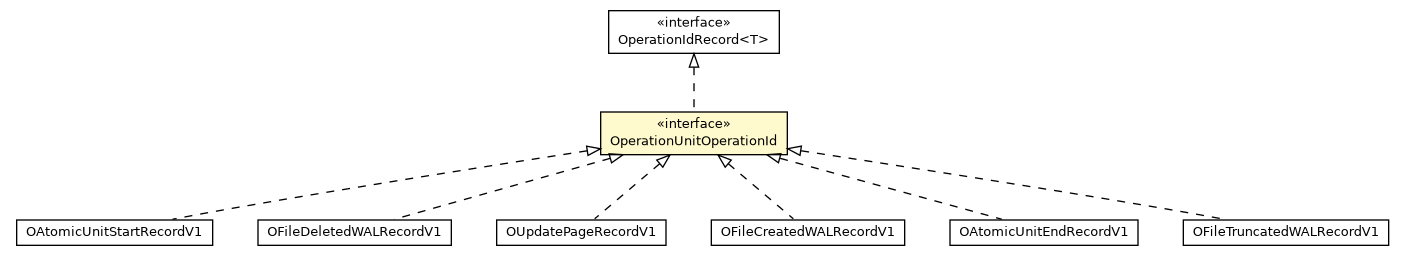 «interface»
OperationIdRecord<T>
«interface»
OperationUnitOperationId
OAtomicUnitStartRecordV1
OFileDeletedWALRecordV1
OUpdatePageRecordV1
OFileCreatedWALRecordV1
OAtomicUnitEndRecordV1
OFileTruncatedWALRecordV1